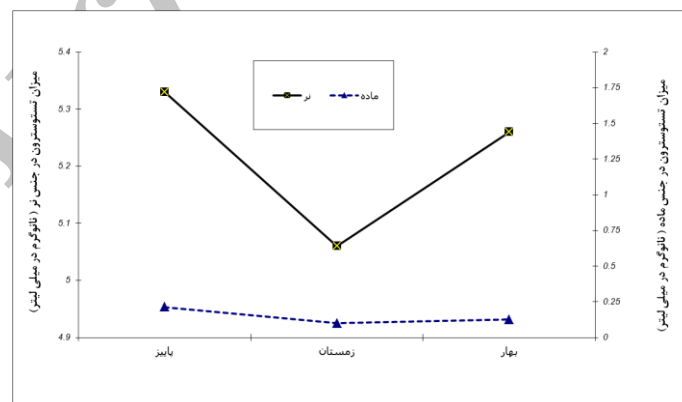 5.4
5.3
5.2
5.1
5
4.9
2
1.75
1.5
1.25
1
0.75
0.5
0.25
0
نر
ماده
پاییز
زمستان
بهار
میزان تستوسترون در جنس نر ( نانوگرم در میلی لیتر)
میزان تستوسترون در جنس ماده ( نانوگرم در میلی لیتر)